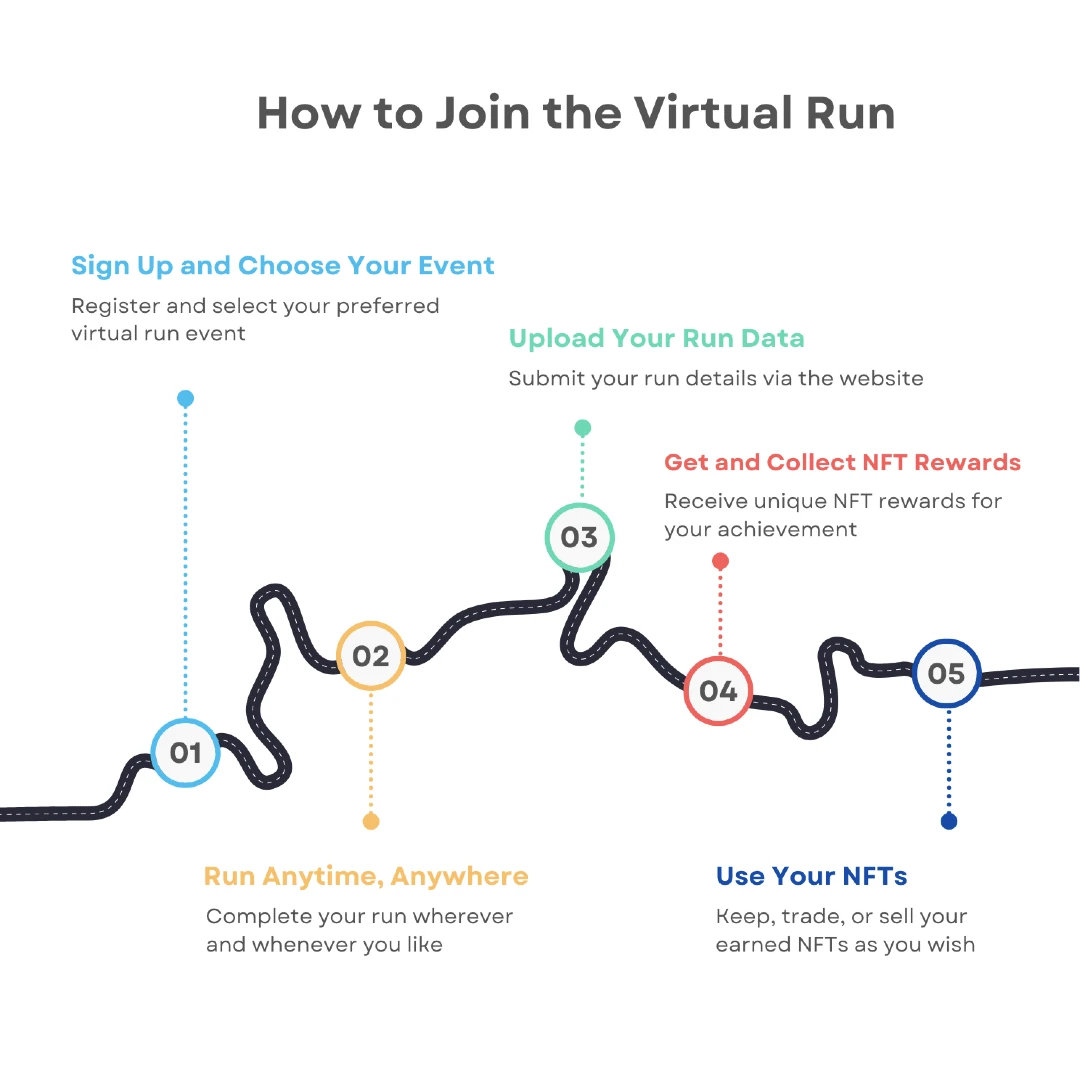 How to Join the Virtual Run
Sign Up and Choose Your Event
Register and select your preferred
virtual run event
Upload Your Run Data
Submit your run details via the website
Get and Collect NFT Rewards
Receive unique NFT rewards for
your achievement
03
02
05
04
01
Run Anytime, Anywhere
Complete your run wherever
and whenever you like
Use Your NFTs
Keep, trade, or sell your
earned NFTs as you wish